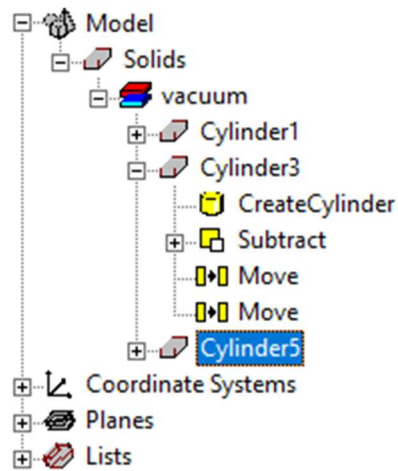 Model
Solids
vacuum
Cylinder1
Cylinder3
CreateCylinder
Subtract
Move
Move
Cylinder5
Coordinate Systems
Planes
Lists